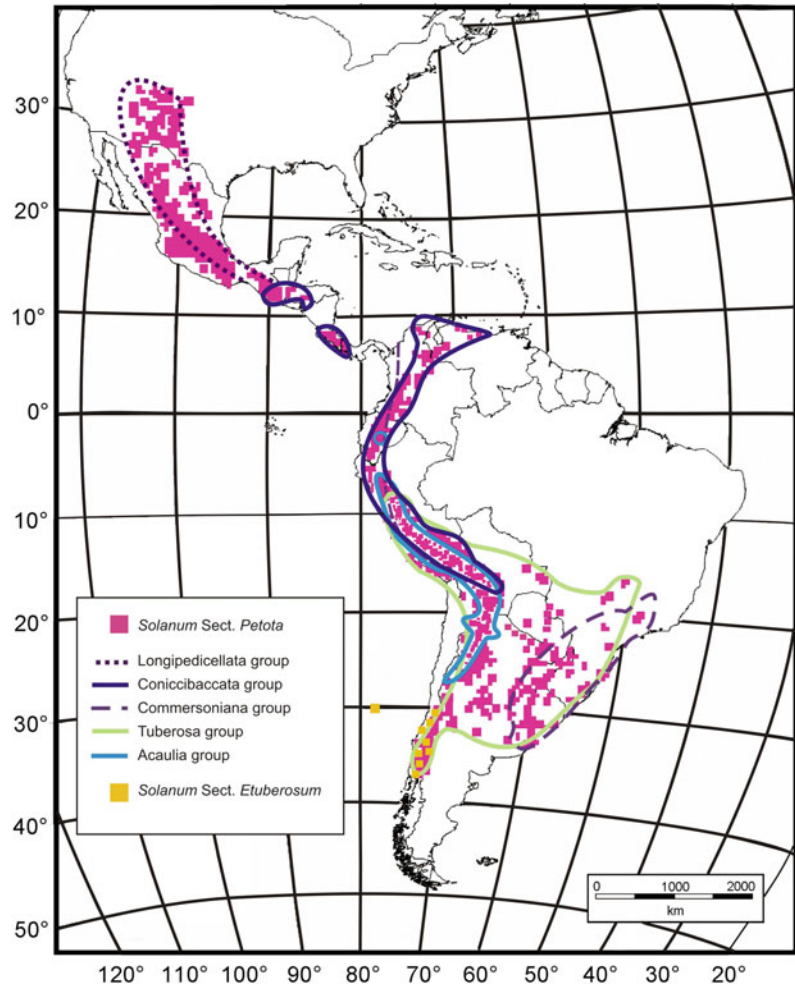 30°
20°
10°
0°
10°
20°
30°
40°
50°
Solanum Sect. Petota
Longipedicellata group
Coniccibaccata group
Commersoniana group
Tuberosa group
Acaulia group
Solanum Sect. Etuberosum
0 1000 2000
km
120° 110° 100° 90° 80° 70° 60° 50° 40° 30° 20°